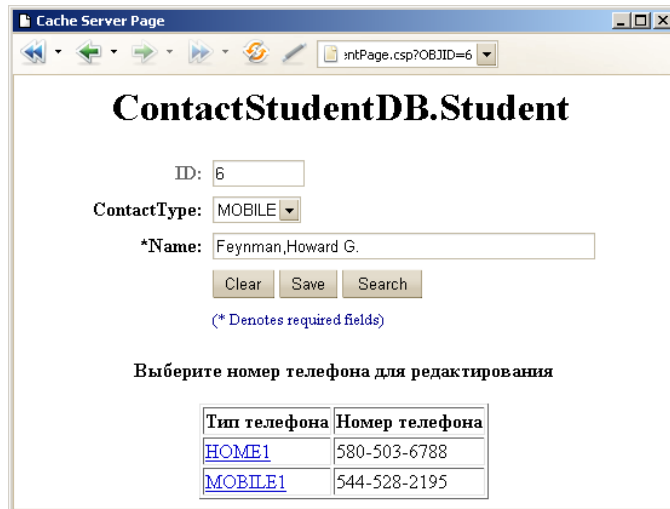 Cache Server Page
entPage.csp?OBJID=6
ContactStudentDB.Student
ID: 6
ContactType: MOBILE
*Name: Feynman,Howard G.
Clear Save Search
(* Denotes required fields)
Выберите номер телефона для редактирования
Тип телефона Номер телефона
HOME1 580-503-6788
MOBILE1 544-528-2195